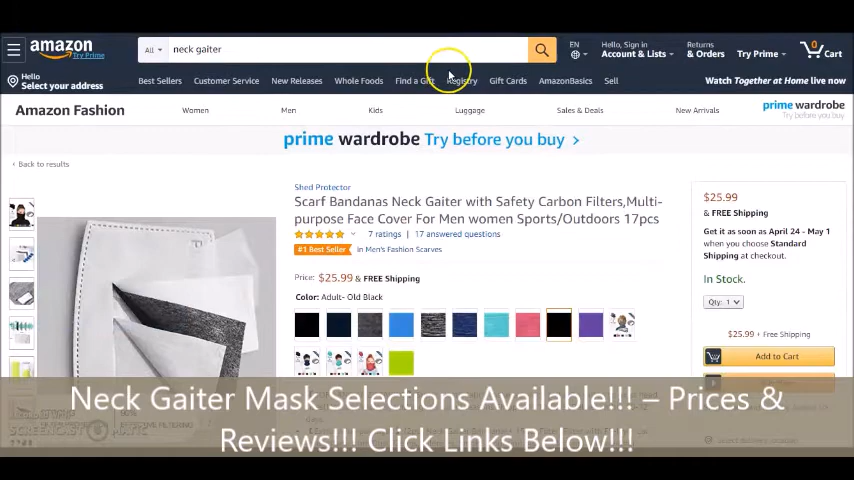 amazon
Try Prime
All
neck gaiter
EN
Hello, Sign in
Account & Lists
Returns
& Orders
Try Prime
0
Cart
Hello
Select your address
Best Sellers
Customer Service
New Releases
Whole Foods
Find a Gift
Registry
Gift Cards
AmazonBasics
Sell
Watch Together at Home live now
Amazon Fashion
Women
Men
Kids
Luggage
Sales & Deals
New Arrivals
prime wardrobe
Try before you buy
prime wardrobe Try before you buy >
‹ Back to results
Shed Protector
Scarf Bandanas Neck Gaiter with Safety Carbon Filters,Multi-
purpose Face Cover For Men women Sports/Outdoors 17pcs
7 ratings | 17 answered questions
#1 Best Seller in Men's Fashion Scarves
Price: $25.99 & FREE Shipping
Color: Adult- Old Black
$25.99
& FREE Shipping
Get it as soon as April 24 - May 1
when you choose Standard
Shipping at checkout.
In Stock.
Qty: 1
$25.99 + Free Shipping
Add to Cart
Neck Gaiter Mask Selections Available!!! – Prices &
Reviews!!! Click Links Below!!!